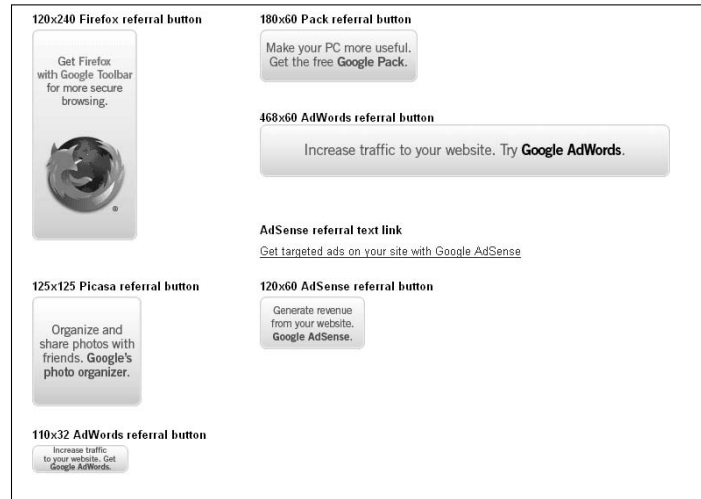 120x240 Firefox referral button
Get Firefox
with Google Toolbar
for more secure
browsing.
®
180x60 Pack referral button
Make your PC more useful.
Get the free Google Pack.
468x60 AdWords referral button
Increase traffic to your website. Try Google AdWords.
AdSense referral text link
Get targeted ads on your site with Google AdSense
125x125 Picasa referral button
Organize and
share photos with
friends. Google's
photo organizer.
120x60 AdSense referral button
Generate revenue
from your website.
Google AdSense.
110x32 AdWords referral button
Increase traffic
to your website. Get
Google AdWords.